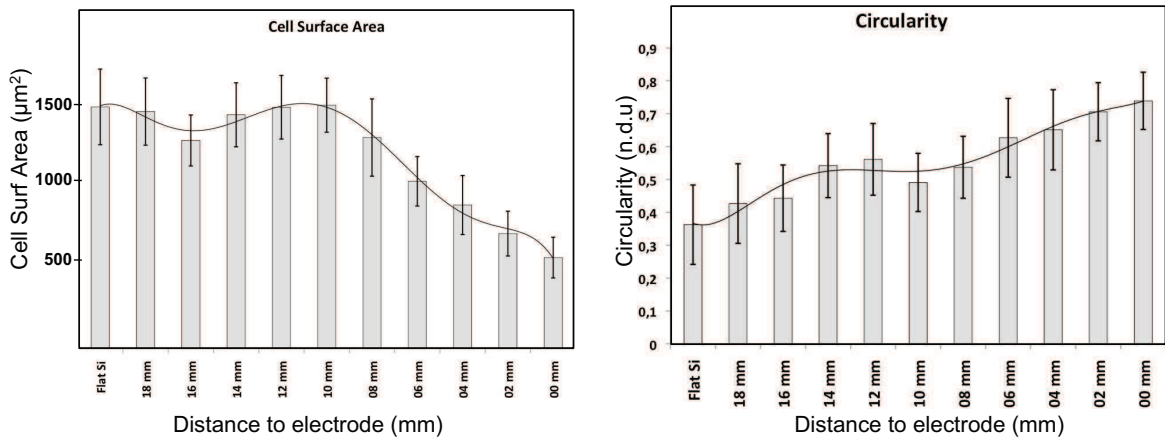 Cell Surface Area
Cell Surf Area (µm²)
1500
1000
500
Flat Si
18 mm
16 mm
14 mm
12 mm
10 mm
08 mm
06 mm
04 mm
02 mm
00 mm
Distance to electrode (mm)
Circularity
Circularity (n.d.u)
0,9
0,8
0,7
0,6
0,5
0,4
0,3
0,2
0,1
0
Flat Si
18 mm
16 mm
14 mm
12 mm
10 mm
08 mm
06 mm
04 mm
02 mm
00 mm
Distance to electrode (mm)